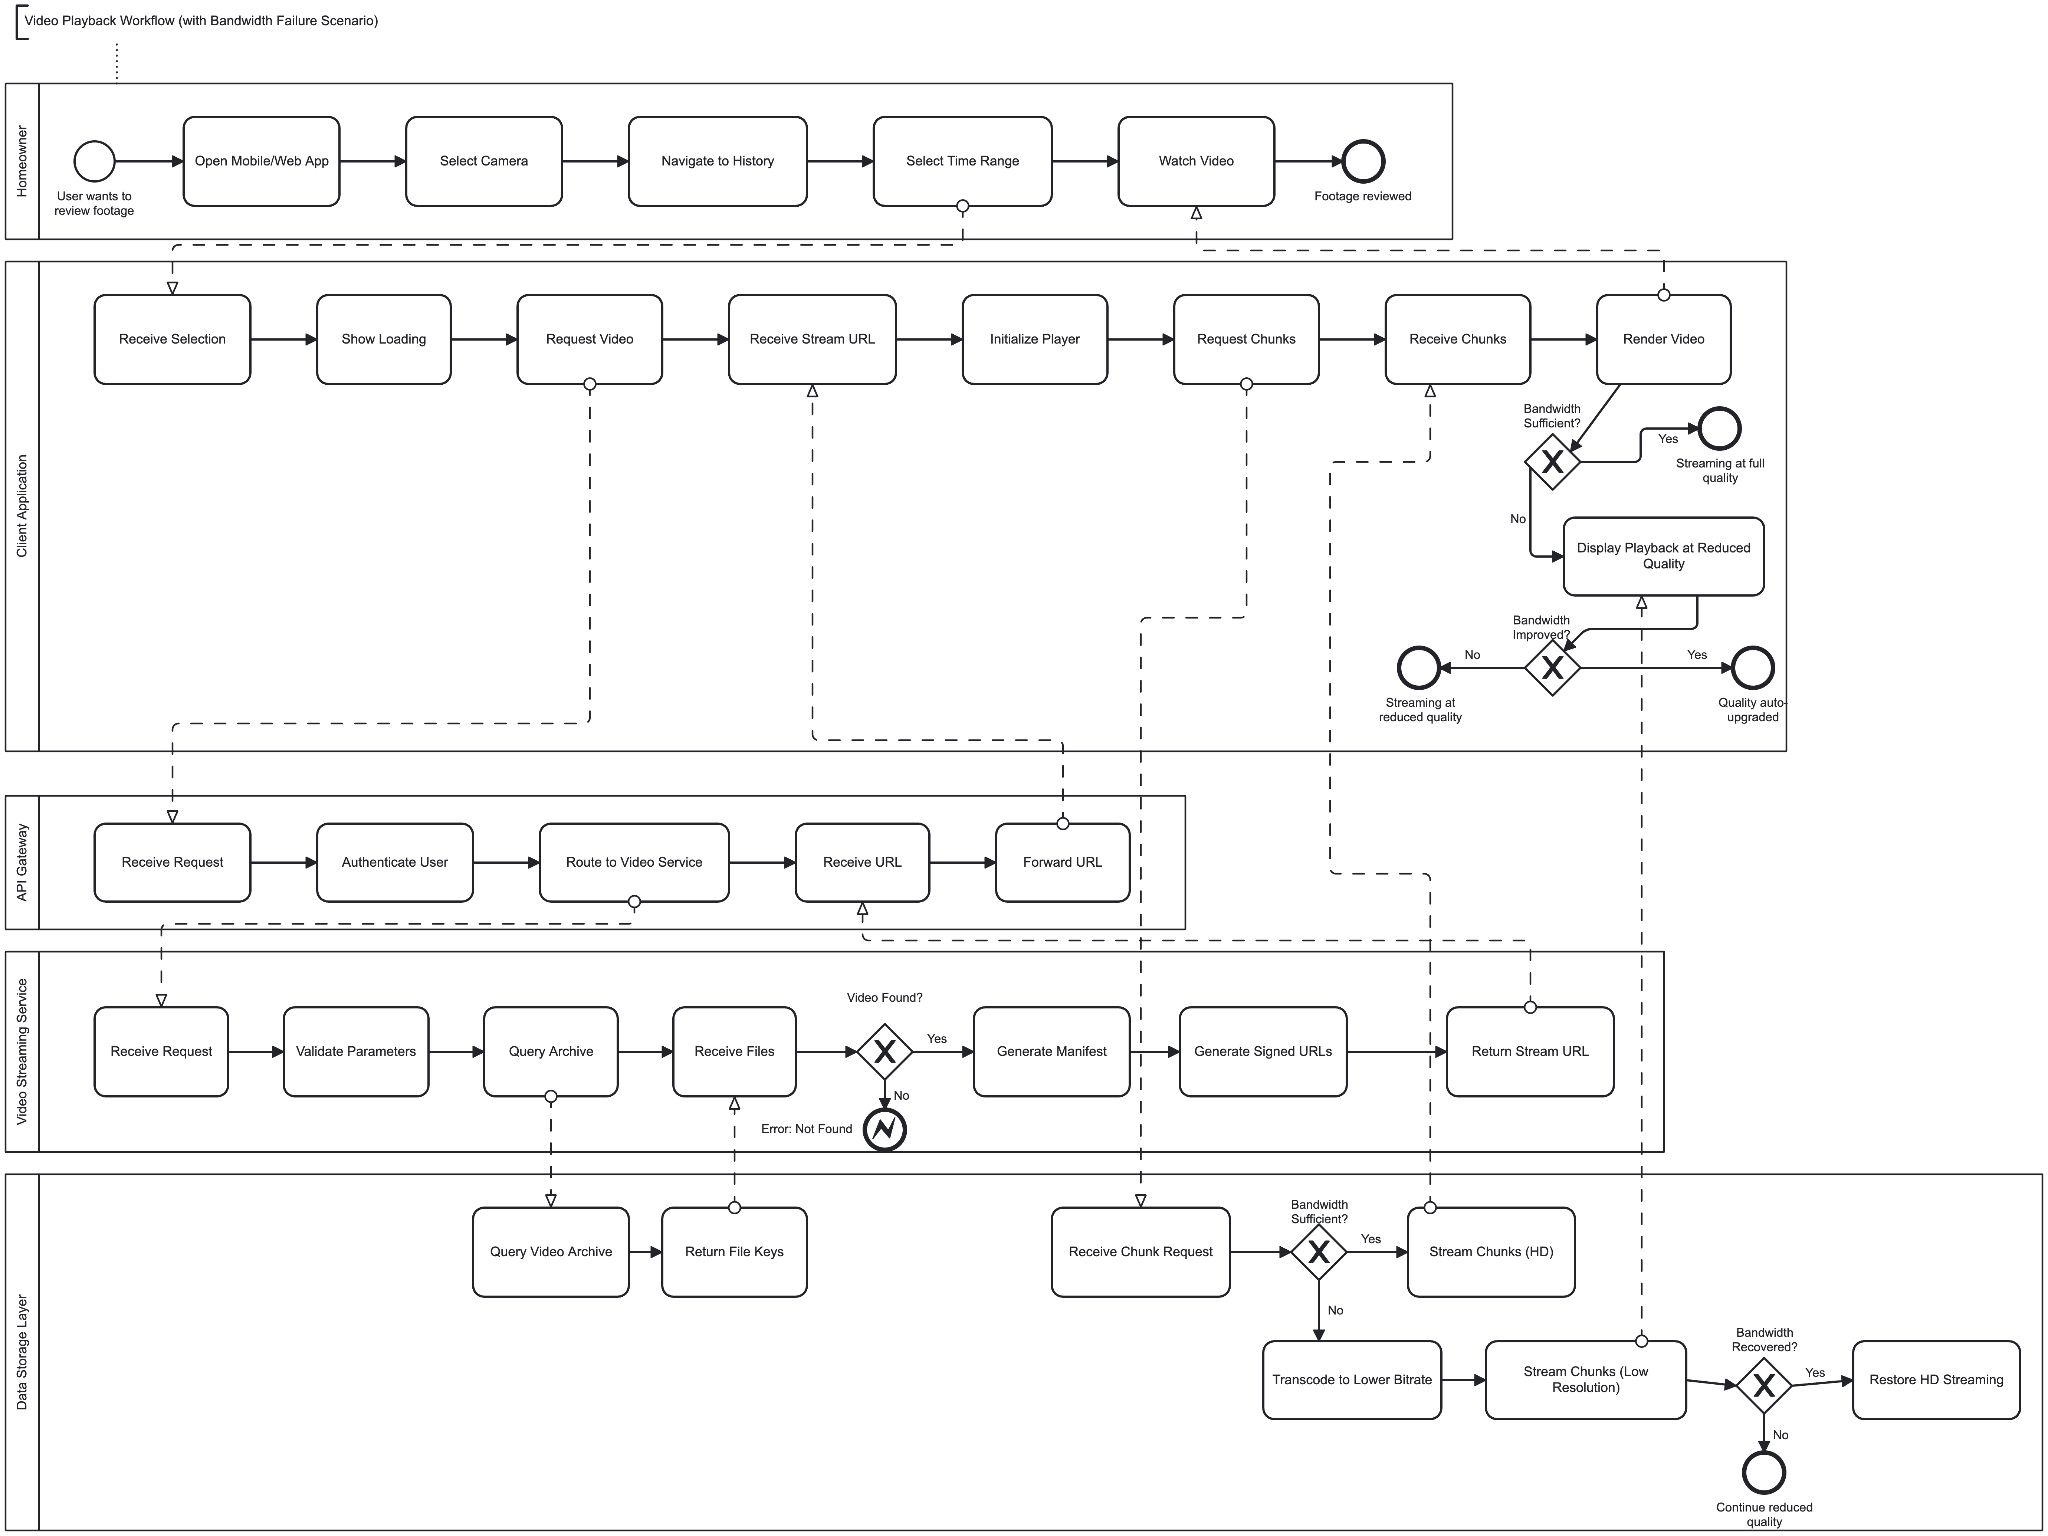 Video Playback Workflow (with Bandwidth Failure Scenario)
Homeowner
User wants to
review footage
Open Mobile/Web App
Select Camera
Navigate to History
Select Time Range
Watch Video
Footage reviewed
Client Application
Receive Selection
Show Loading
Request Video
Receive Stream URL
Initialize Player
Request Chunks
Receive Chunks
Render Video
Bandwidth
Sufficient?
Yes
Streaming at full
quality
No
Display Playback at Reduced
Quality
Bandwidth
Improved?
No
Yes
Streaming at
reduced quality
Quality auto-
upgraded
API Gateway
Receive Request
Authenticate User
Route to Video Service
Receive URL
Forward URL
Video Streaming Service
Receive Request
Validate Parameters
Query Archive
Receive Files
Video Found?
Yes
No
Error: Not Found
Generate Manifest
Generate Signed URLs
Return Stream URL
Data Storage Layer
Query Video Archive
Return File Keys
Receive Chunk Request
Bandwidth
Sufficient?
Yes
Stream Chunks (HD)
No
Transcode to Lower Bitrate
Stream Chunks (Low
Resolution)
Bandwidth
Recovered?
Yes
Restore HD Streaming
No
Continue reduced
quality